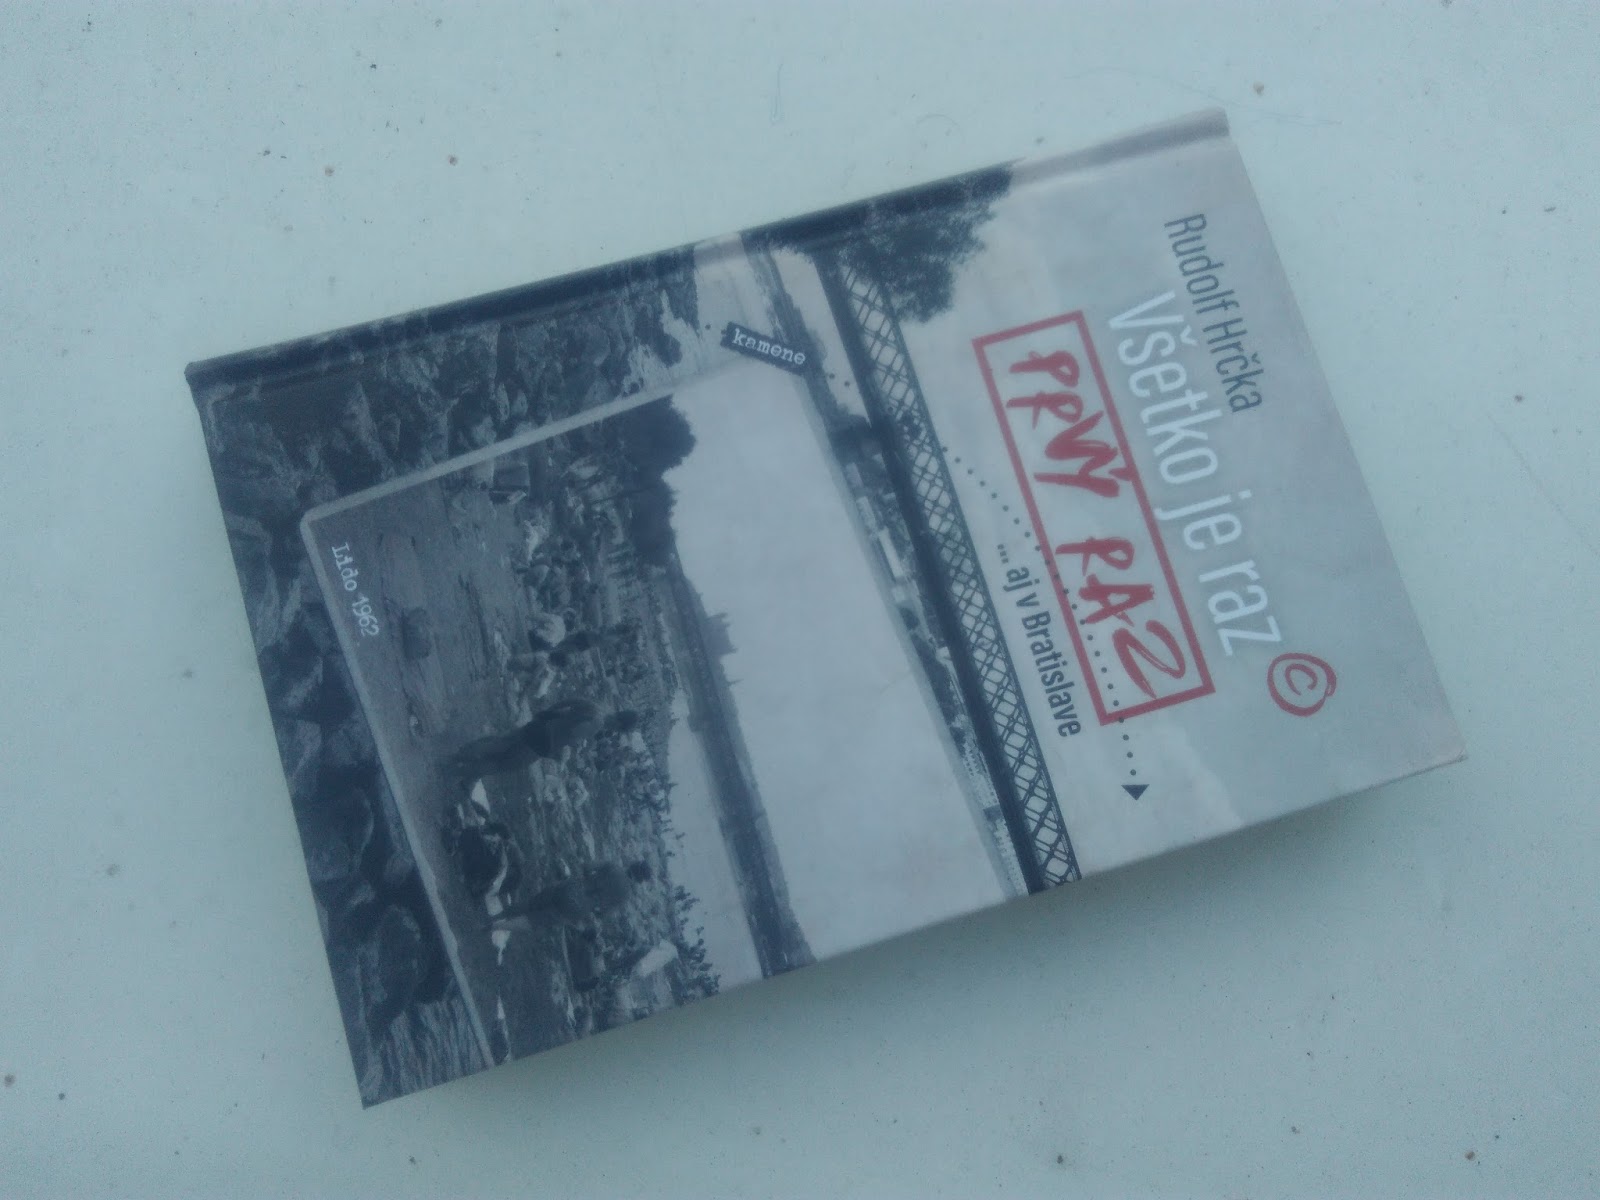 Rudolf Hrčka
Všetko je raz
PRVÝ RAZ
©
... aj v Bratislave
kamene
Lido 1962